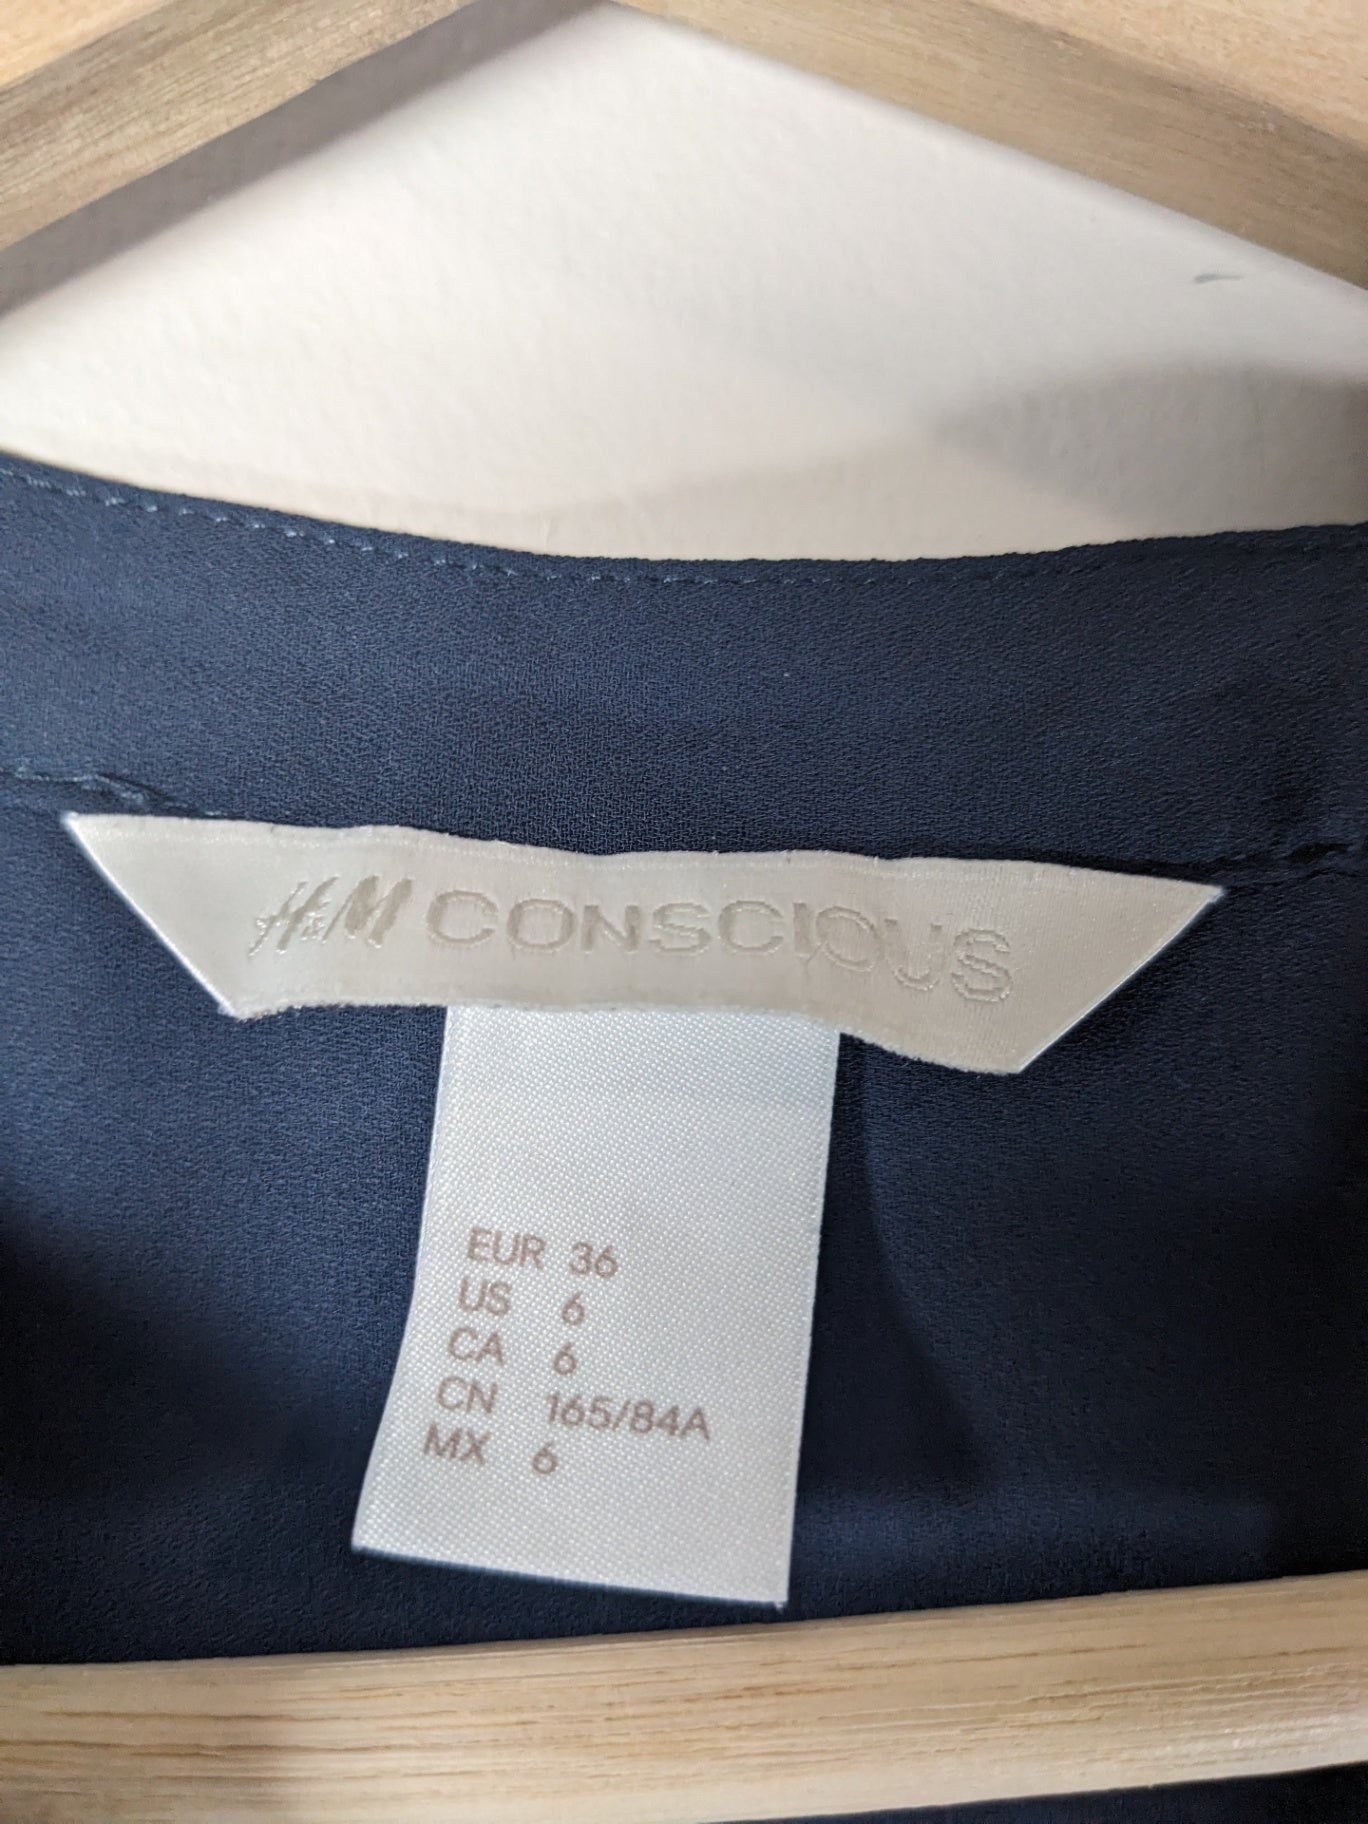 H&M CONSCIOUS
EUR 36
US 6
CA 6
CN 165/84A
MX 6